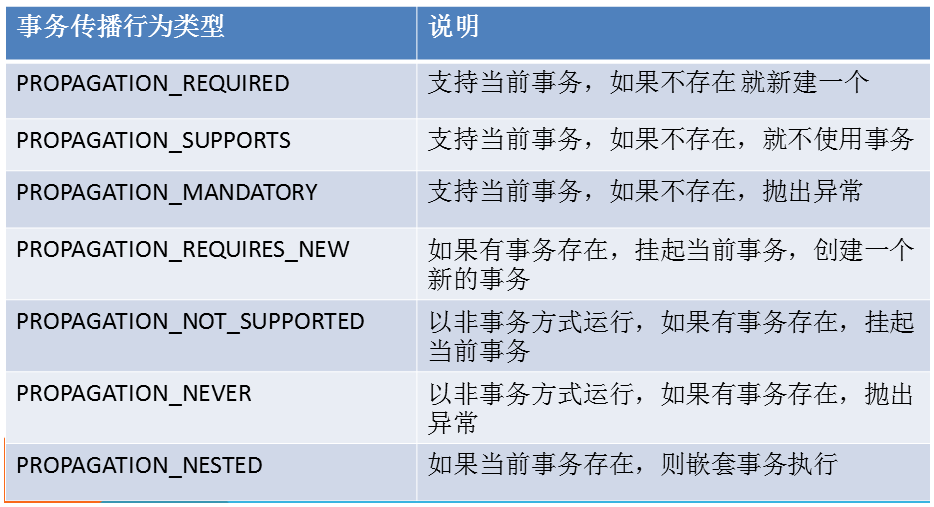 事务传播行为类型 说明
PROPAGATION_REQUIRED 支持当前事务，如果不存在 就新建一个
PROPAGATION_SUPPORTS 支持当前事务，如果不存在，就不使用事务
PROPAGATION_MANDATORY 支持当前事务，如果不存在，抛出异常
PROPAGATION_REQUIRES_NEW 如果有事务存在，挂起当前事务，创建一个
新的事务
PROPAGATION_NOT_SUPPORTED 以非事务方式运行，如果有事务存在，挂起
当前事务
PROPAGATION_NEVER 以非事务方式运行，如果有事务存在，抛出
异常
PROPAGATION_NESTED 如果当前事务存在，则嵌套事务执行